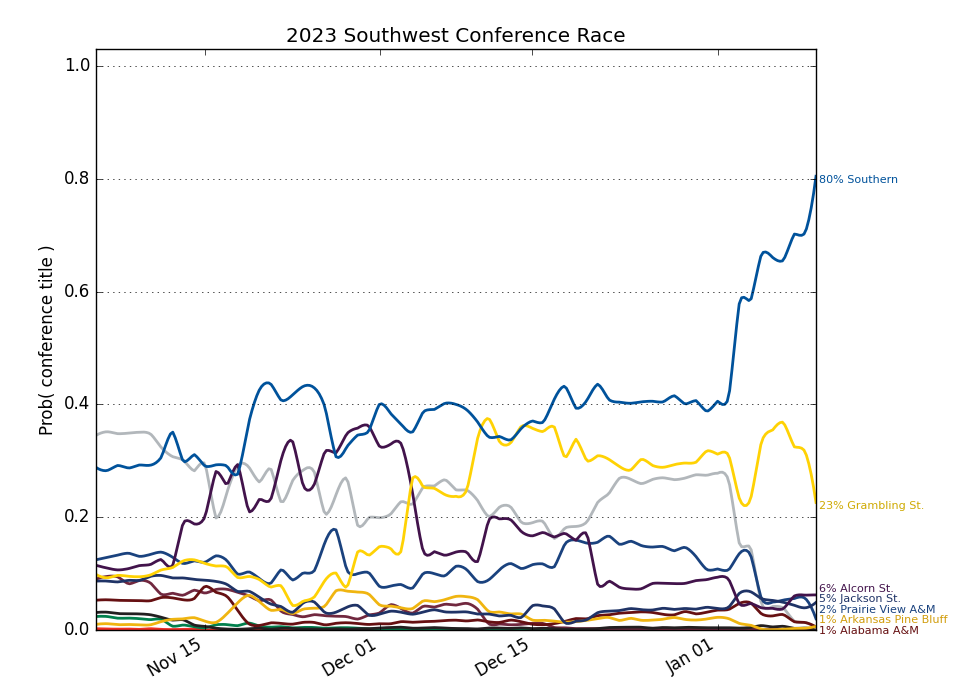 2023 Southwest Conference Race
1.0
0.8
0.6
0.4
0.2
0.0
Prob( conference title )
Nov 15
Dec 01
Dec 15
Jan 01
80% Southern
23% Grambling St.
6% Alcorn St.
5% Jackson St.
2% Prairie View A&M
1% Arkansas Pine Bluff
1% Alabama A&M